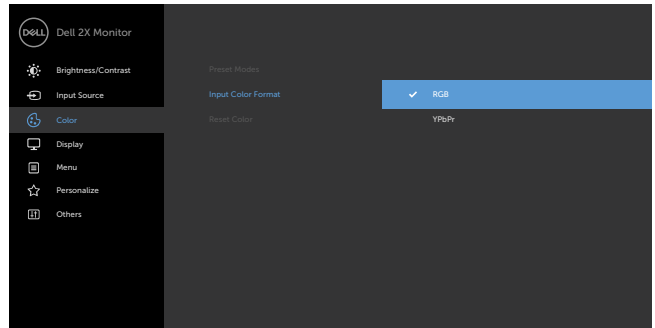 DELL
Dell 2X Monitor
Brightness/Contrast
Input Source
Color
Display
Menu
Personalize
Others
Preset Modes
Input Color Format
Reset Color
RGB
YPbPr